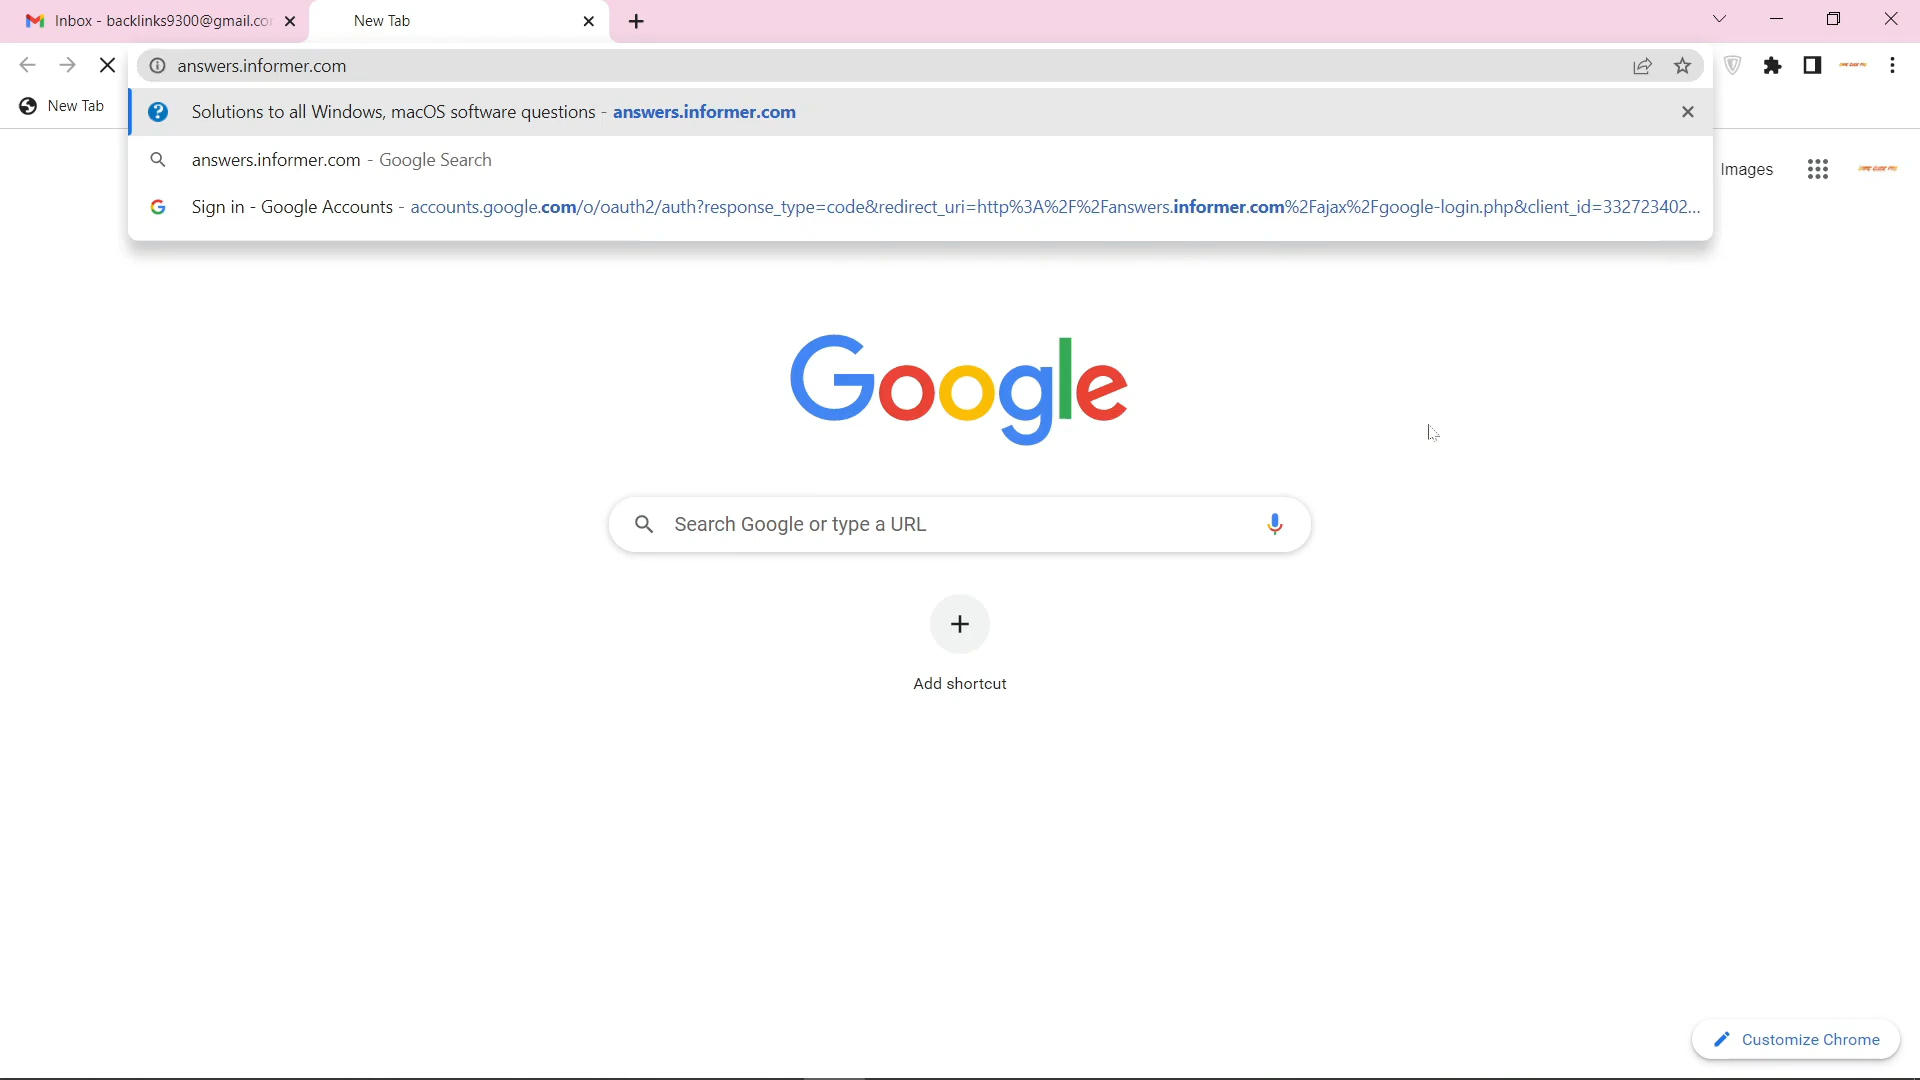 Inbox - backlinks9300@gmail.co
New Tab
answers.informer.com
New Tab
Solutions to all Windows, macOS software questions - answers.informer.com
answers.informer.com - Google Search
Sign in - Google Accounts - accounts.google.com/o/oauth2/auth?response_type=code&redirect_uri=http%3A%2F%2Fanswers.informer.com%2Fajax%2Fgoogle-login.php&client_id=332723402...
Images
Google
Search Google or type a URL
Add shortcut
Customize Chrome